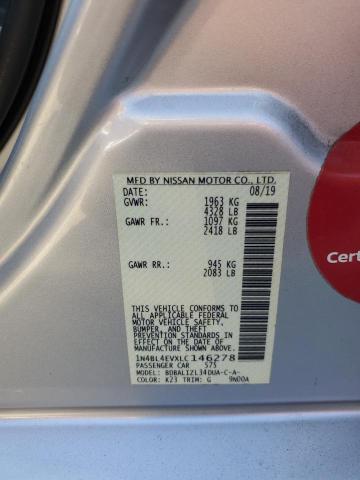 MFD BY NISSAN MOTOR CO., LTD.
DATE: 08/19
GVWR: 1963 KG
4328 LB
GAWR FR.: 1097 KG
2418 LB
GAWR RR.: 945 KG
2083 LB
THIS VEHICLE CONFORMS TO
ALL APPLICABLE FEDERAL
MOTOR VEHICLE SAFETY,
BUMPER, AND THEFT
PREVENTION STANDARDS
IN EFFECT ON THE DATE OF
MANUFACTURE SHOWN ABOVE.
1N4BL4EVXLC146278
PASSENGER CAR 575
MODEL: BDBALIZL34DUA-C-A-
COLOR: K23 TRIM: G 9N00A
Cert